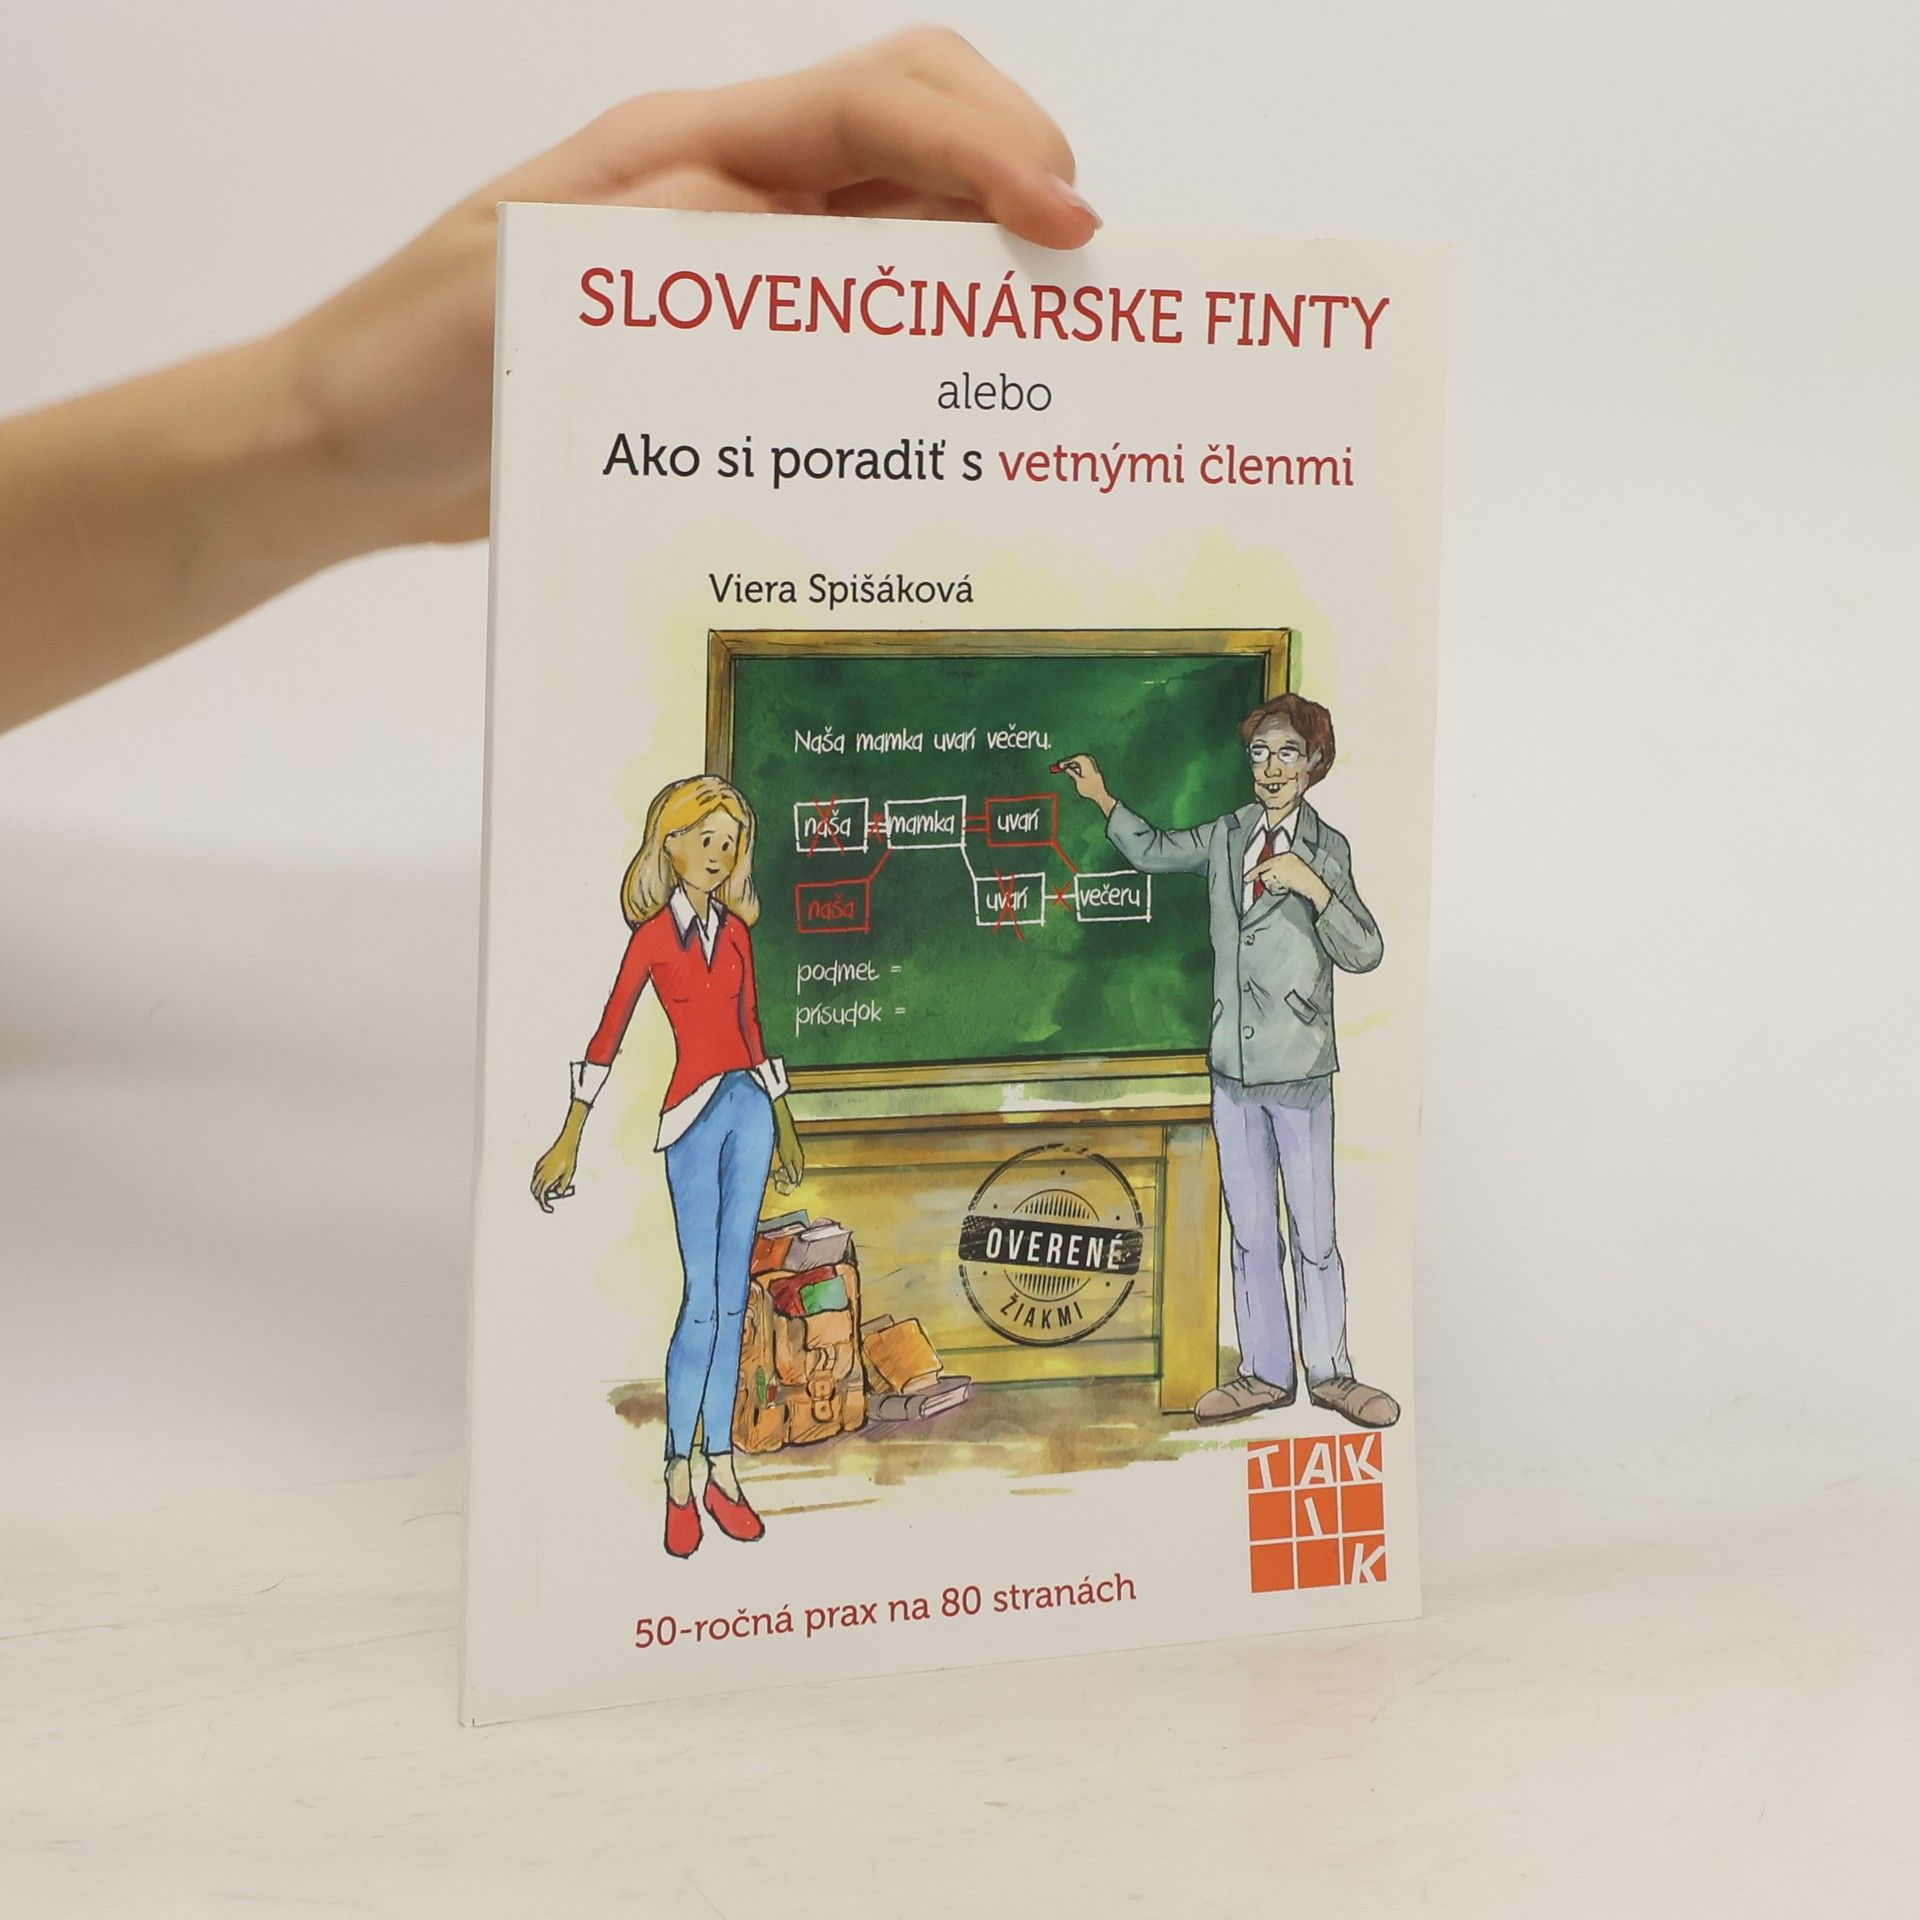 SLOVENČINÁRSKE FINTY
alebo
Ako si poradiť s vetnými členmi
Viera Spišáková
Naša mamka uvarí večeru.
naša mamka uvarí
naša uvarí večeru
podmet =
prísudok =
OVERENÉ
ŽIAKMI
TAK
I
K
50-ročná prax na 80 stranách